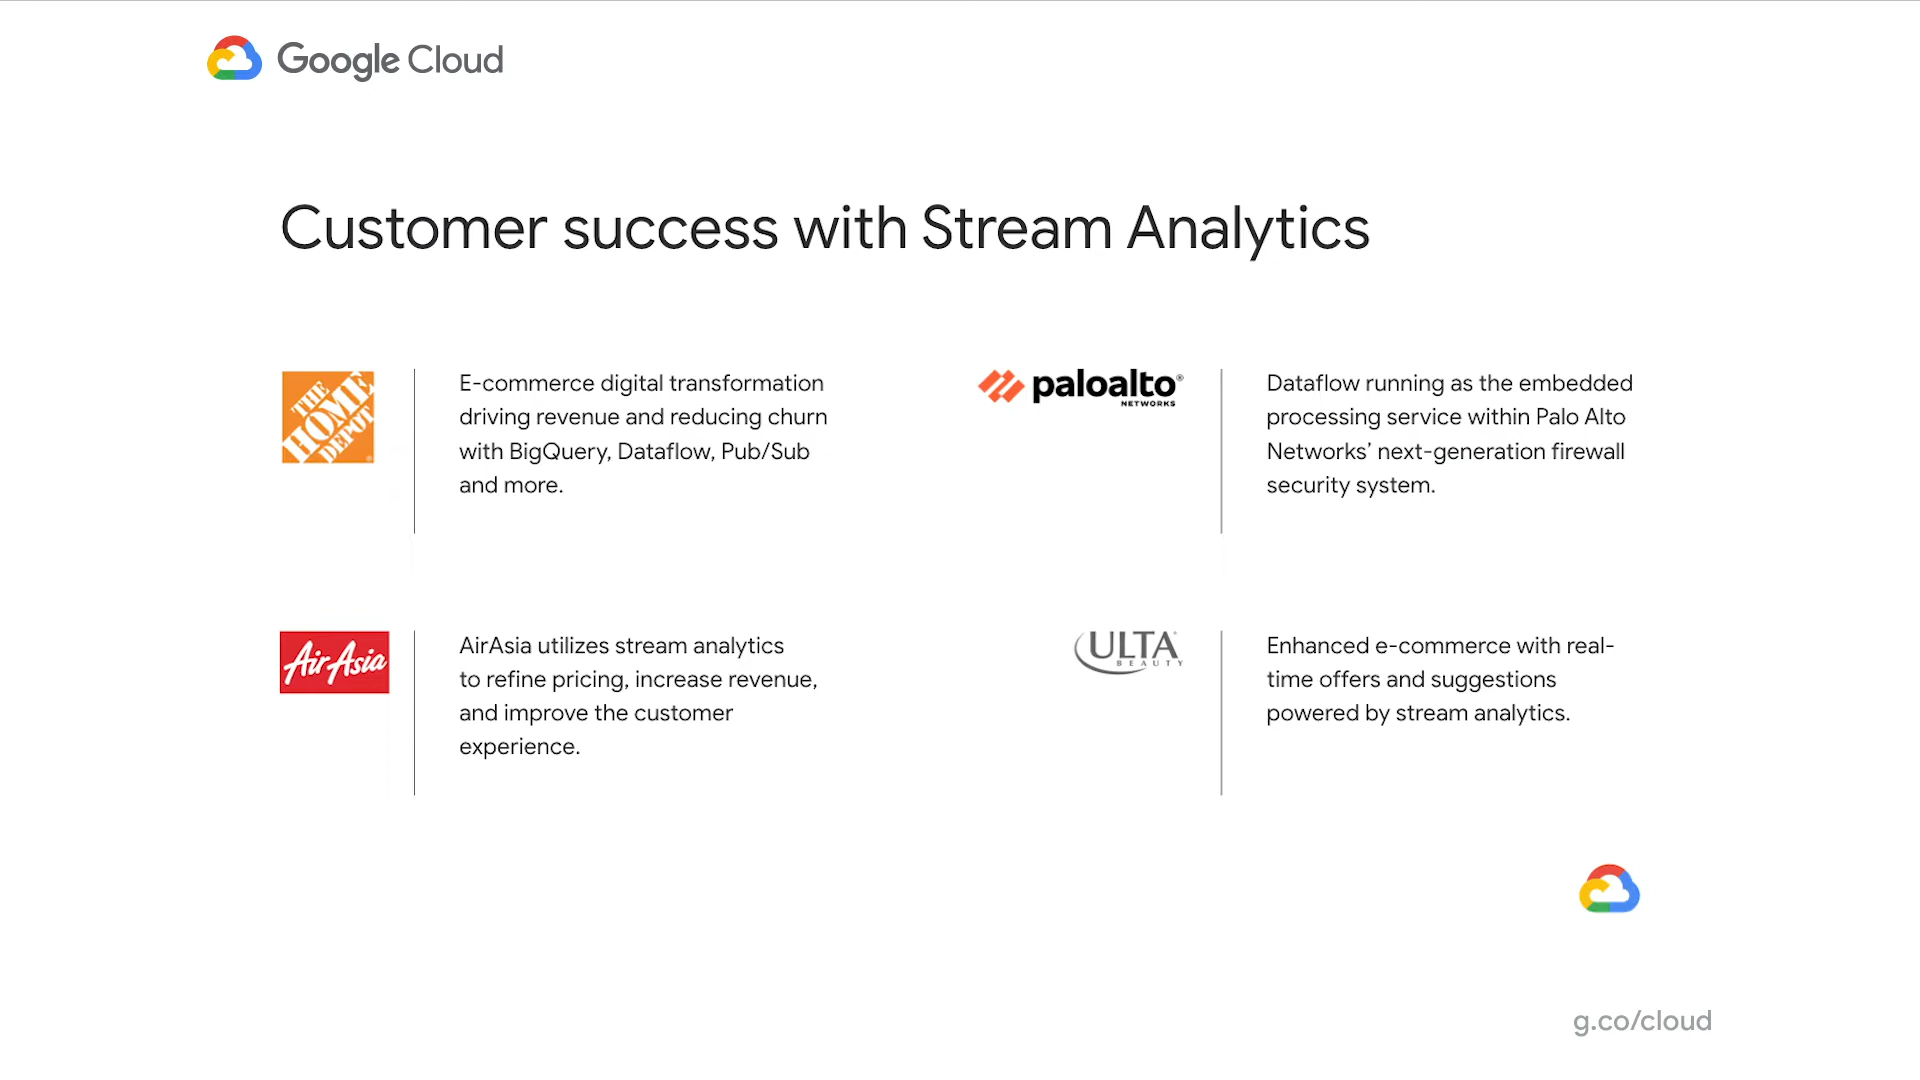 Google Cloud
Customer success with Stream Analytics
THE
HOME
DEPOT
E-commerce digital transformation
driving revenue and reducing churn
with BigQuery, Dataflow, Pub/Sub
and more.
paloalto®
NETWORKS
Dataflow running as the embedded
processing service within Palo Alto
Networks’ next-generation firewall
security system.
AirAsia
AirAsia utilizes stream analytics
to refine pricing, increase revenue,
and improve the customer
experience.
ULTA
BEAUTY
Enhanced e-commerce with real-
time offers and suggestions
powered by stream analytics.
g.co/cloud